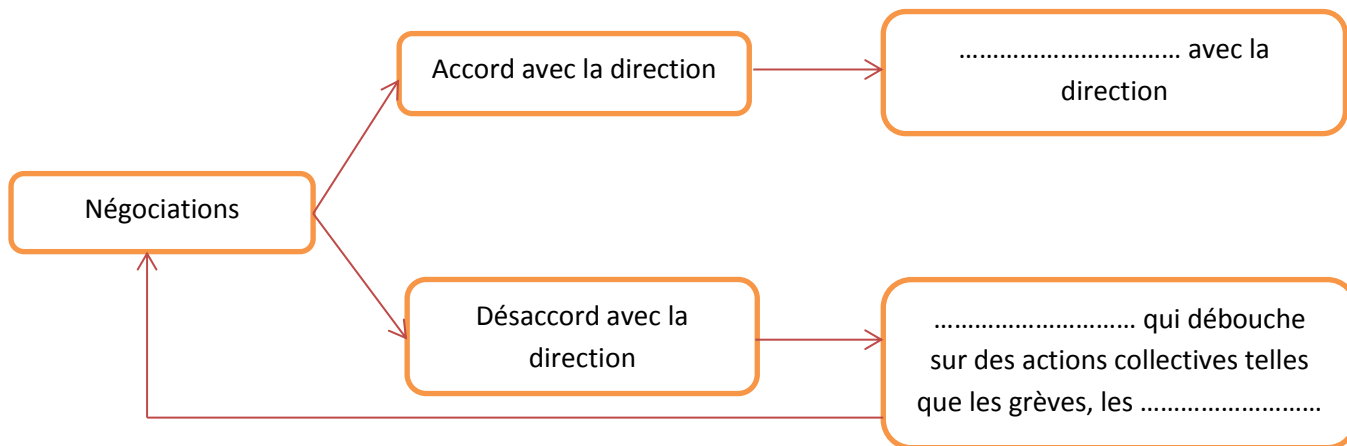 Accord avec la direction
…………………………… avec la
direction
Négociations
Désaccord avec la
direction
………………………… qui débouche
sur des actions collectives telles
que les grèves, les ………………………